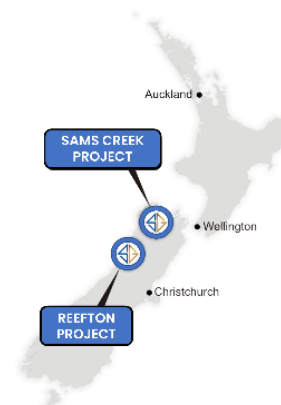 Auckland
SAMS CREEK
PROJECT
Wellington
Christchurch
REEFTON
PROJECT